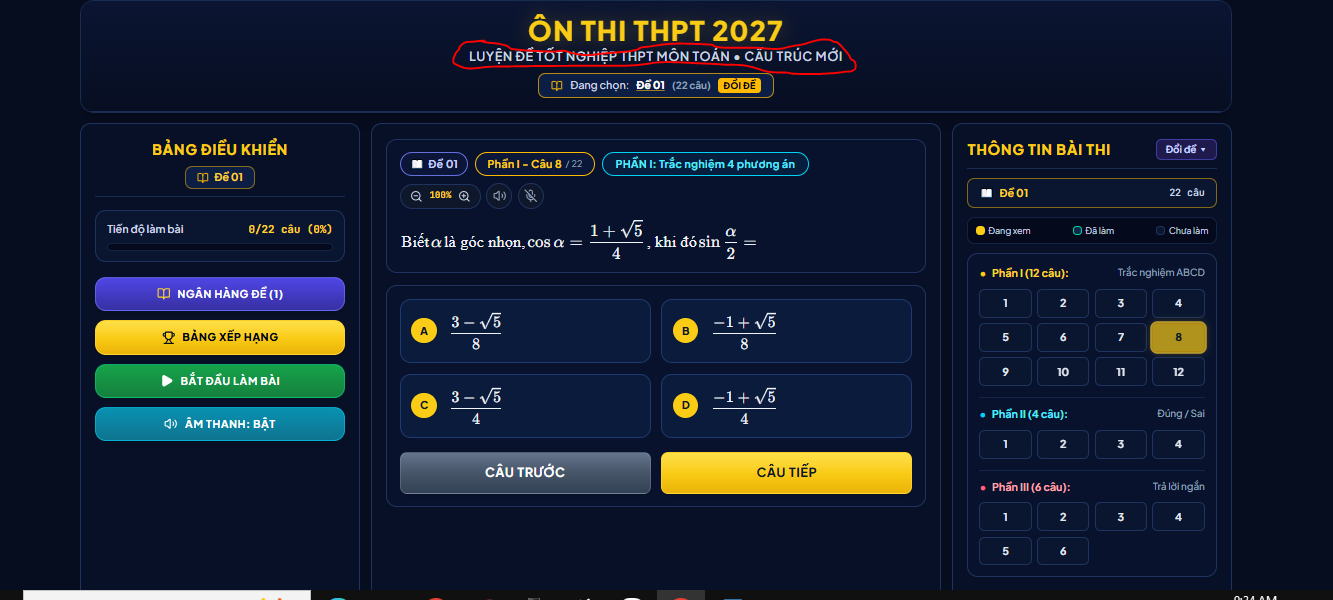 ÔN THI THPT 2027
LUYỆN ĐỀ TỐT NGHIỆP THPT MÔN TOÁN • CẤU TRÚC MỚI
Đang chọn: Đề 01 (22 câu) ĐỔI ĐỀ
BẢNG ĐIỀU KHIỂN
Đề 01
Tiến độ làm bài 0/22 câu (0%)
NGÂN HÀNG ĐỀ (1)
BẢNG XẾP HẠNG
BẮT ĐẦU LÀM BÀI
ÂM THANH: BẬT
Đề 01 Phần I – Câu 8 / 22 PHẦN I: Trắc nghiệm 4 phương án
100%
Biết α là góc nhọn, cos α = (1 + √5)/4, khi đó sin α/2 =
A (3 − √5)/8
B (−1 + √5)/8
C (3 − √5)/4
D (−1 + √5)/4
CÂU TRƯỚC CÂU TIẾP
THÔNG TIN BÀI THI Đổi đề ▾
Đề 01 22 câu
Đang xem Đã làm Chưa làm
• Phần I (12 câu): Trắc nghiệm ABCD
1 2 3 4
5 6 7 8
9 10 11 12
• Phần II (4 câu): Đúng / Sai
1 2 3 4
• Phần III (6 câu): Trả lời ngắn
1 2 3 4
5 6